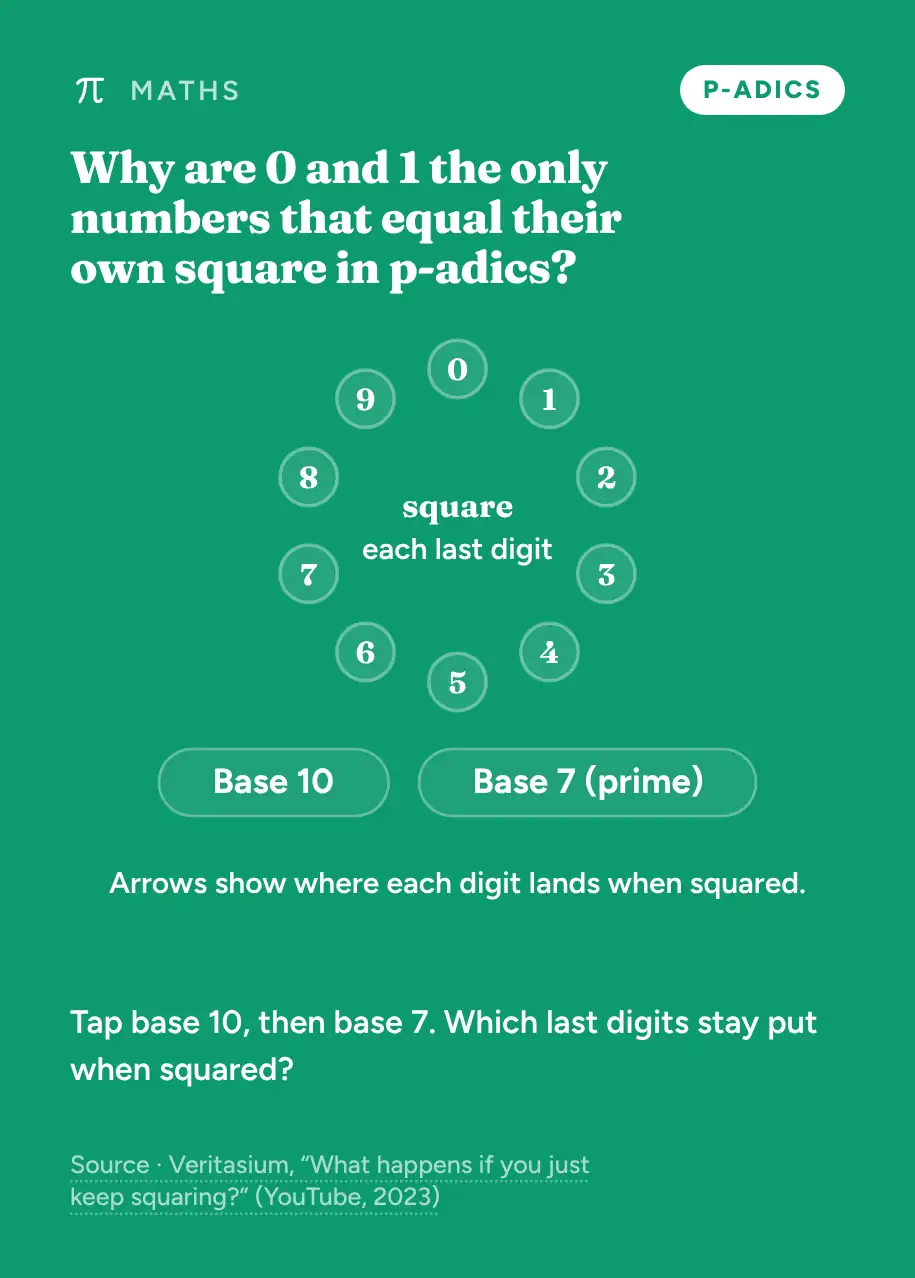 π MATHS
P-ADICS
Why are 0 and 1 the only
numbers that equal their
own square in p-adics?
0
9
1
8
2
square
each last digit
7
3
6
4
5
Base 10
Base 7 (prime)
Arrows show where each digit lands when squared.
Tap base 10, then base 7. Which last digits stay put
when squared?
Source · Veritasium, “What happens if you just
keep squaring?” (YouTube, 2023)